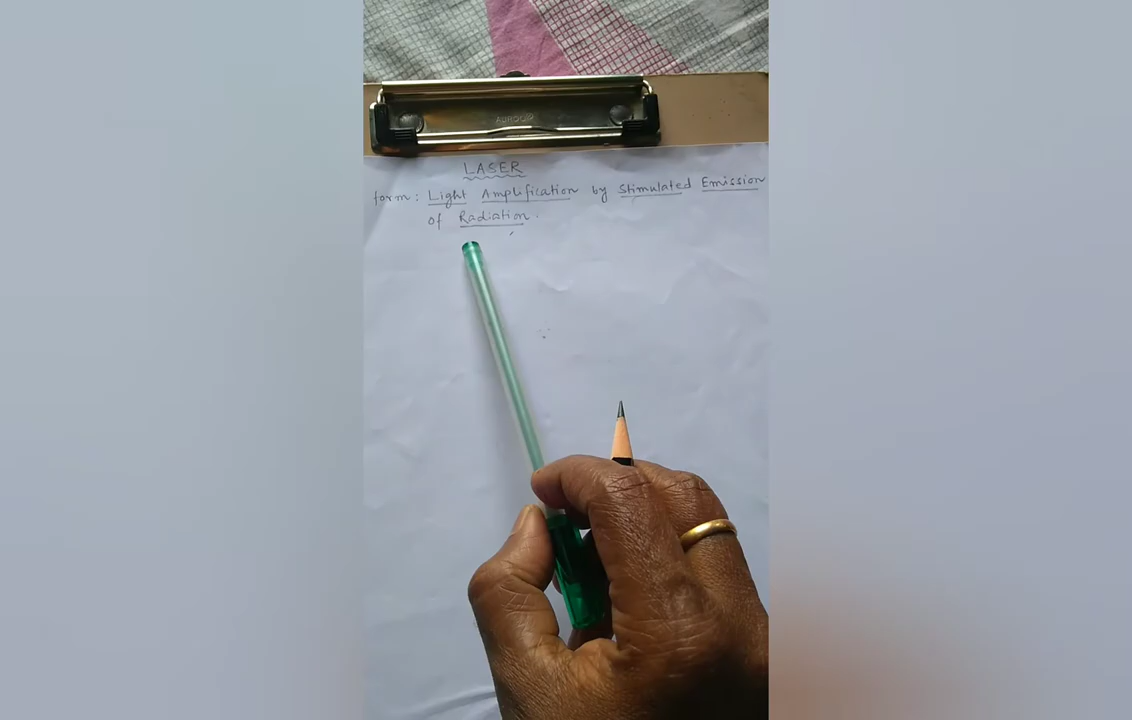 LASER
form: Light Amplification by Stimulated Emission
of Radiation.